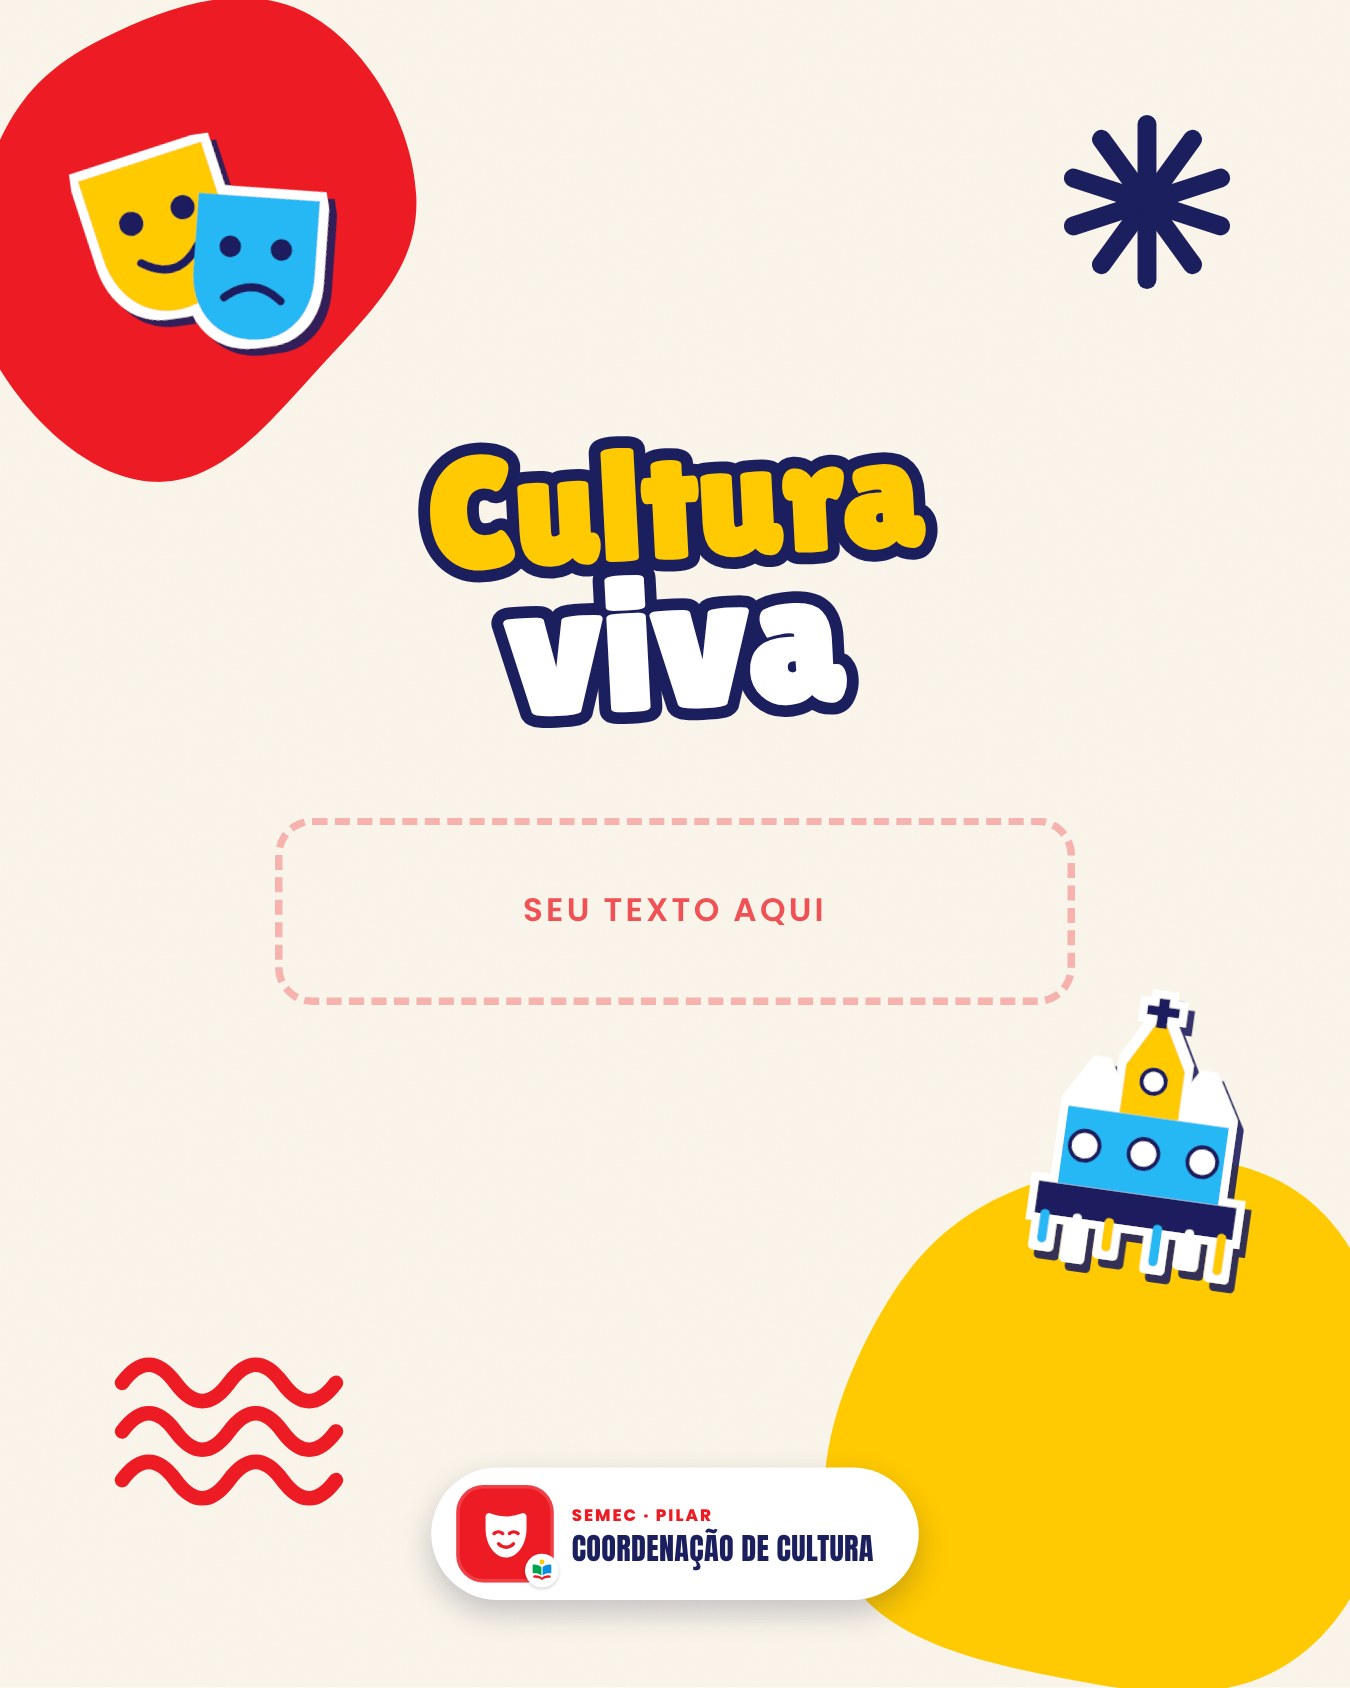 Cultura
viva
SEU TEXTO AQUI
SEMEC · PILAR
COORDENAÇÃO DE CULTURA